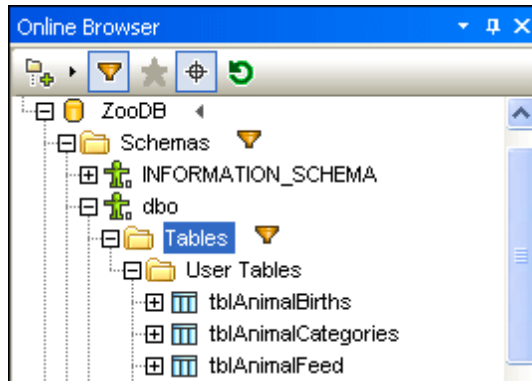 Online Browser
ZooDB
Schemas
INFORMATION_SCHEMA
dbo
Tables
User Tables
tblAnimalBirths
tblAnimalCategories
tblAnimalFeed